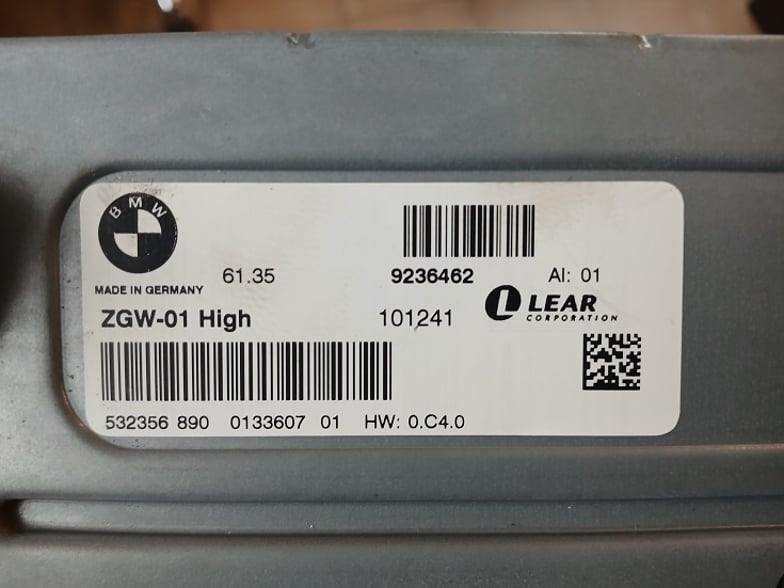 BMW
MADE IN GERMANY
61.35
9236462
AI: 01
ZGW-01 High
101241
LEAR
CORPORATION
532356 890 0133607 01 HW: 0.C4.0